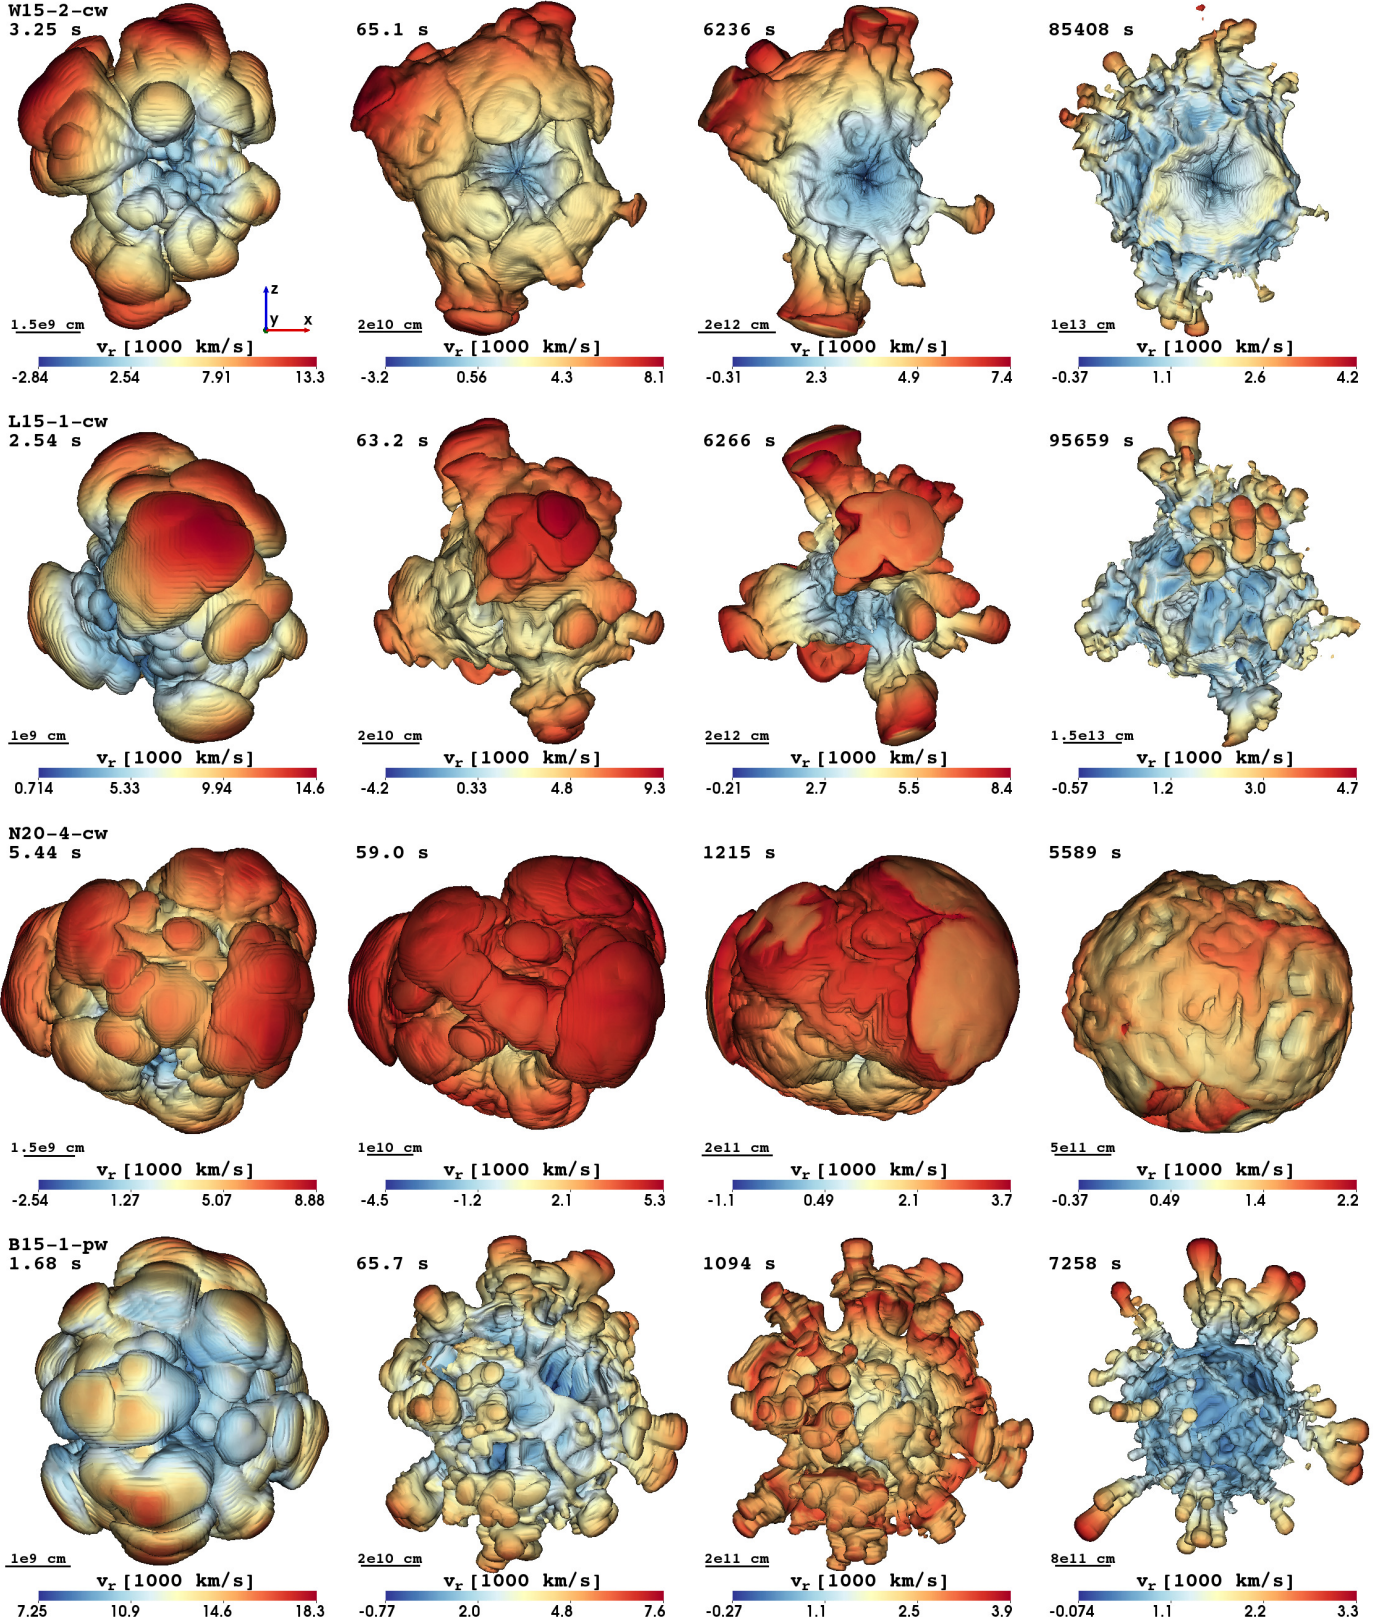 W15-2-cw
3.25 s 65.1 s 6236 s 85408 s
z
y x
1.5e9 cm 2e10 cm 2e12 cm 1e13 cm
vr [1000 km/s] vr [1000 km/s] vr [1000 km/s] vr [1000 km/s]
-2.84 2.54 7.91 13.3 -3.2 0.56 4.3 8.1 -0.31 2.3 4.9 7.4 -0.37 1.1 2.6 4.2
L15-1-cw
2.54 s 63.2 s 6266 s 95659 s
1e9 cm 2e10 cm 2e12 cm 1.5e13 cm
vr [1000 km/s] vr [1000 km/s] vr [1000 km/s] vr [1000 km/s]
0.714 5.33 9.94 14.6 -4.2 0.33 4.8 9.3 -0.21 2.7 5.5 8.4 -0.57 1.2 3.0 4.7
N20-4-cw
5.44 s 59.0 s 1215 s 5589 s
1.5e9 cm 1e10 cm 2e11 cm 5e11 cm
vr [1000 km/s] vr [1000 km/s] vr [1000 km/s] vr [1000 km/s]
-2.54 1.27 5.07 8.88 -4.5 -1.2 2.1 5.3 -1.1 0.49 2.1 3.7 -0.37 0.49 1.4 2.2
B15-1-pw
1.68 s 65.7 s 1094 s 7258 s
1e9 cm 2e10 cm 2e11 cm 8e11 cm
vr [1000 km/s] vr [1000 km/s] vr [1000 km/s] vr [1000 km/s]
7.25 10.9 14.6 18.3 -0.77 2.0 4.8 7.6 -0.27 1.1 2.5 3.9 -0.074 1.1 2.2 3.3